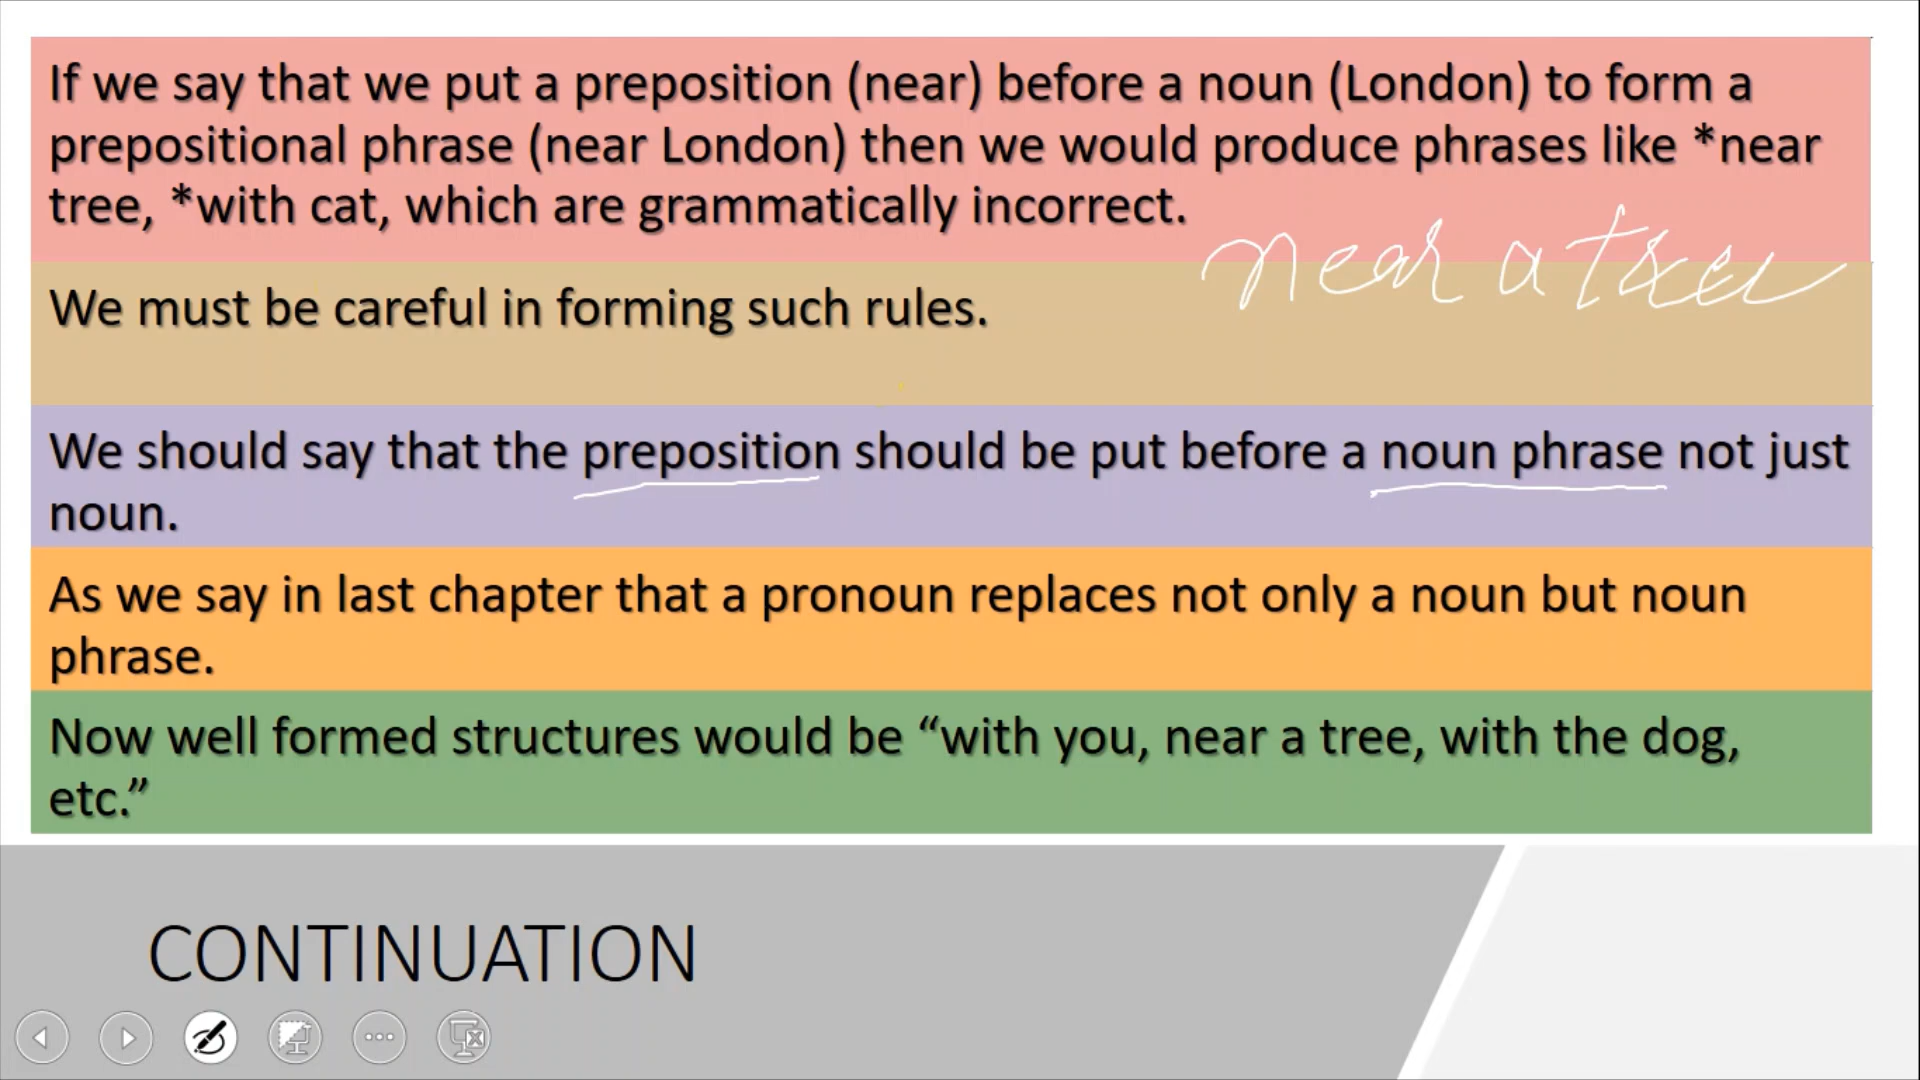 If we say that we put a preposition (near) before a noun (London) to form a
prepositional phrase (near London) then we would produce phrases like *near
tree, *with cat, which are grammatically incorrect.
near a tree
We must be careful in forming such rules.
We should say that the preposition should be put before a noun phrase not just
noun.
As we say in last chapter that a pronoun replaces not only a noun but noun
phrase.
Now well formed structures would be “with you, near a tree, with the dog,
etc.”
CONTINUATION